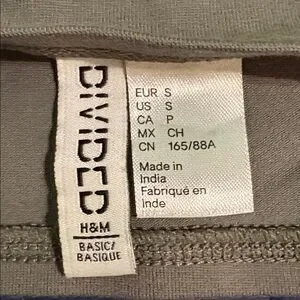 DIVIDED
H&M
BASIC/
BASIQUE
EUR S
US S
CA P
MX CH
CN 165/88A
Made in
India
Fabriqué en
Inde